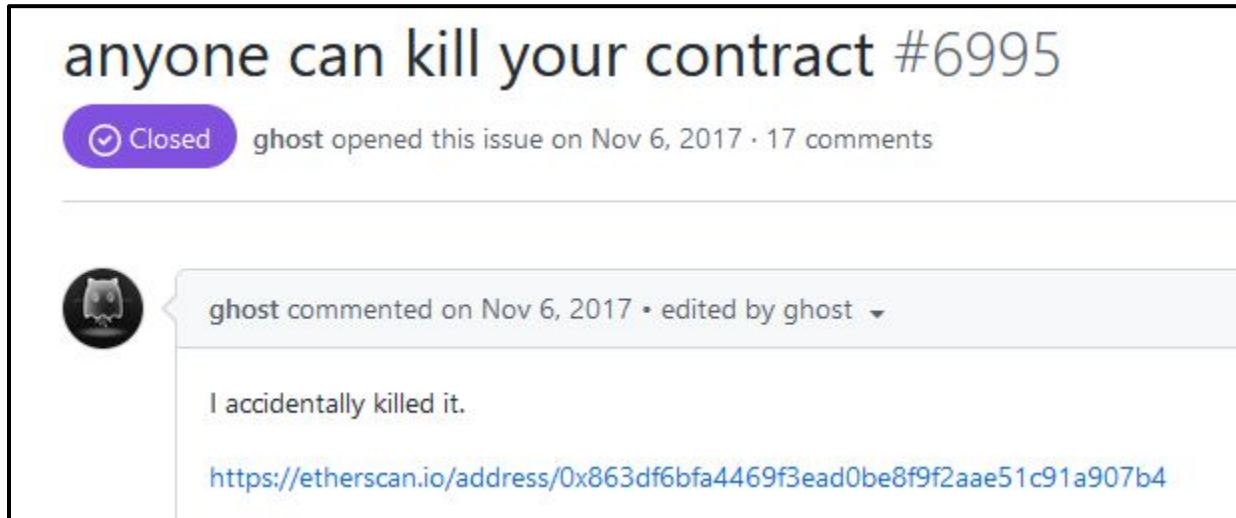 anyone can kill your contract #6995
Closed ghost opened this issue on Nov 6, 2017 · 17 comments
ghost commented on Nov 6, 2017 • edited by ghost
I accidentally killed it.
https://etherscan.io/address/0x863df6bfa4469f3ead0be8f9f2aae51c91a907b4